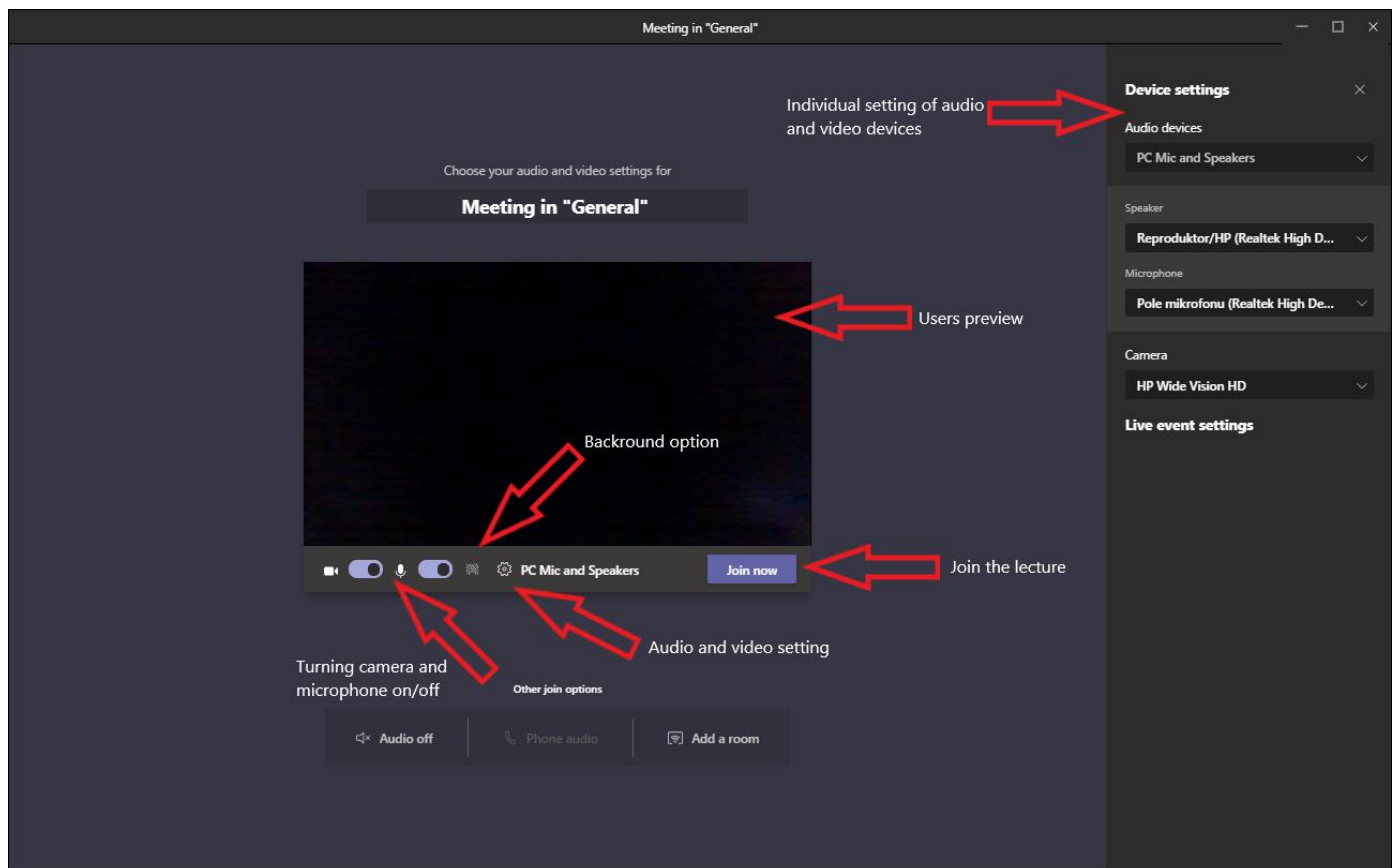 Meeting in "General"
Individual setting of audio
and video devices
Device settings
Audio devices
PC Mic and Speakers
Choose your audio and video settings for
Meeting in "General"
Speaker
Reproduktor/HP (Realtek High D...
Microphone
Pole mikrofonu (Realtek High De...
Users preview
Camera
HP Wide Vision HD
Live event settings
Backround option
PC Mic and Speakers
Join now
Join the lecture
Audio and video setting
Turning camera and
microphone on/off
Other join options
Audio off
Phone audio
Add a room